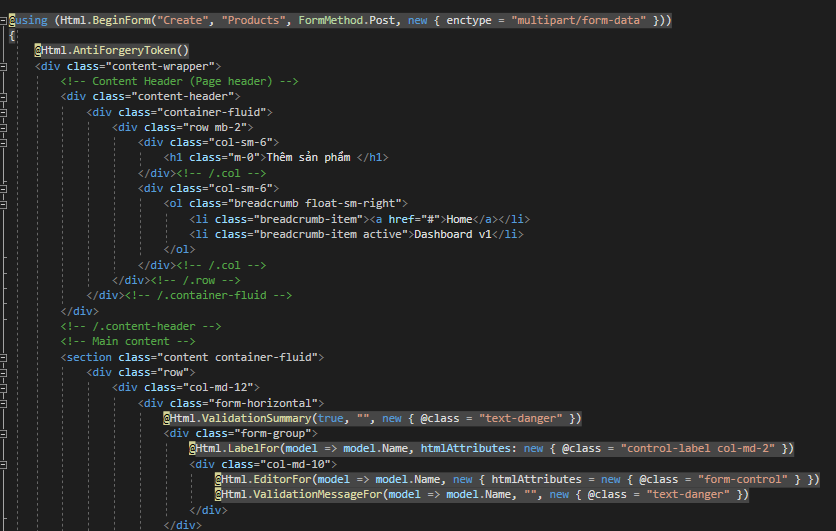 @using (Html.BeginForm("Create", "Products", FormMethod.Post, new { enctype = "multipart/form-data" }))
{
@Html.AntiForgeryToken()
<div class="content-wrapper">
<!-- Content Header (Page header) -->
<div class="content-header">
<div class="container-fluid">
<div class="row mb-2">
<div class="col-sm-6">
<h1 class="m-0">Thêm sản phẩm </h1>
</div><!-- /.col -->
<div class="col-sm-6">
<ol class="breadcrumb float-sm-right">
<li class="breadcrumb-item"><a href="#">Home</a></li>
<li class="breadcrumb-item active">Dashboard v1</li>
</ol>
</div><!-- /.col -->
</div><!-- /.row -->
</div><!-- /.container-fluid -->
</div>
<!-- /.content-header -->
<!-- Main content -->
<section class="content container-fluid">
<div class="row">
<div class="col-md-12">
<div class="form-horizontal">
@Html.ValidationSummary(true, "", new { @class = "text-danger" })
<div class="form-group">
@Html.LabelFor(model => model.Name, htmlAttributes: new { @class = "control-label col-md-2" })
<div class="col-md-10">
@Html.EditorFor(model => model.Name, new { htmlAttributes = new { @class = "form-control" } })
@Html.ValidationMessageFor(model => model.Name, "", new { @class = "text-danger" })
</div>
</div>